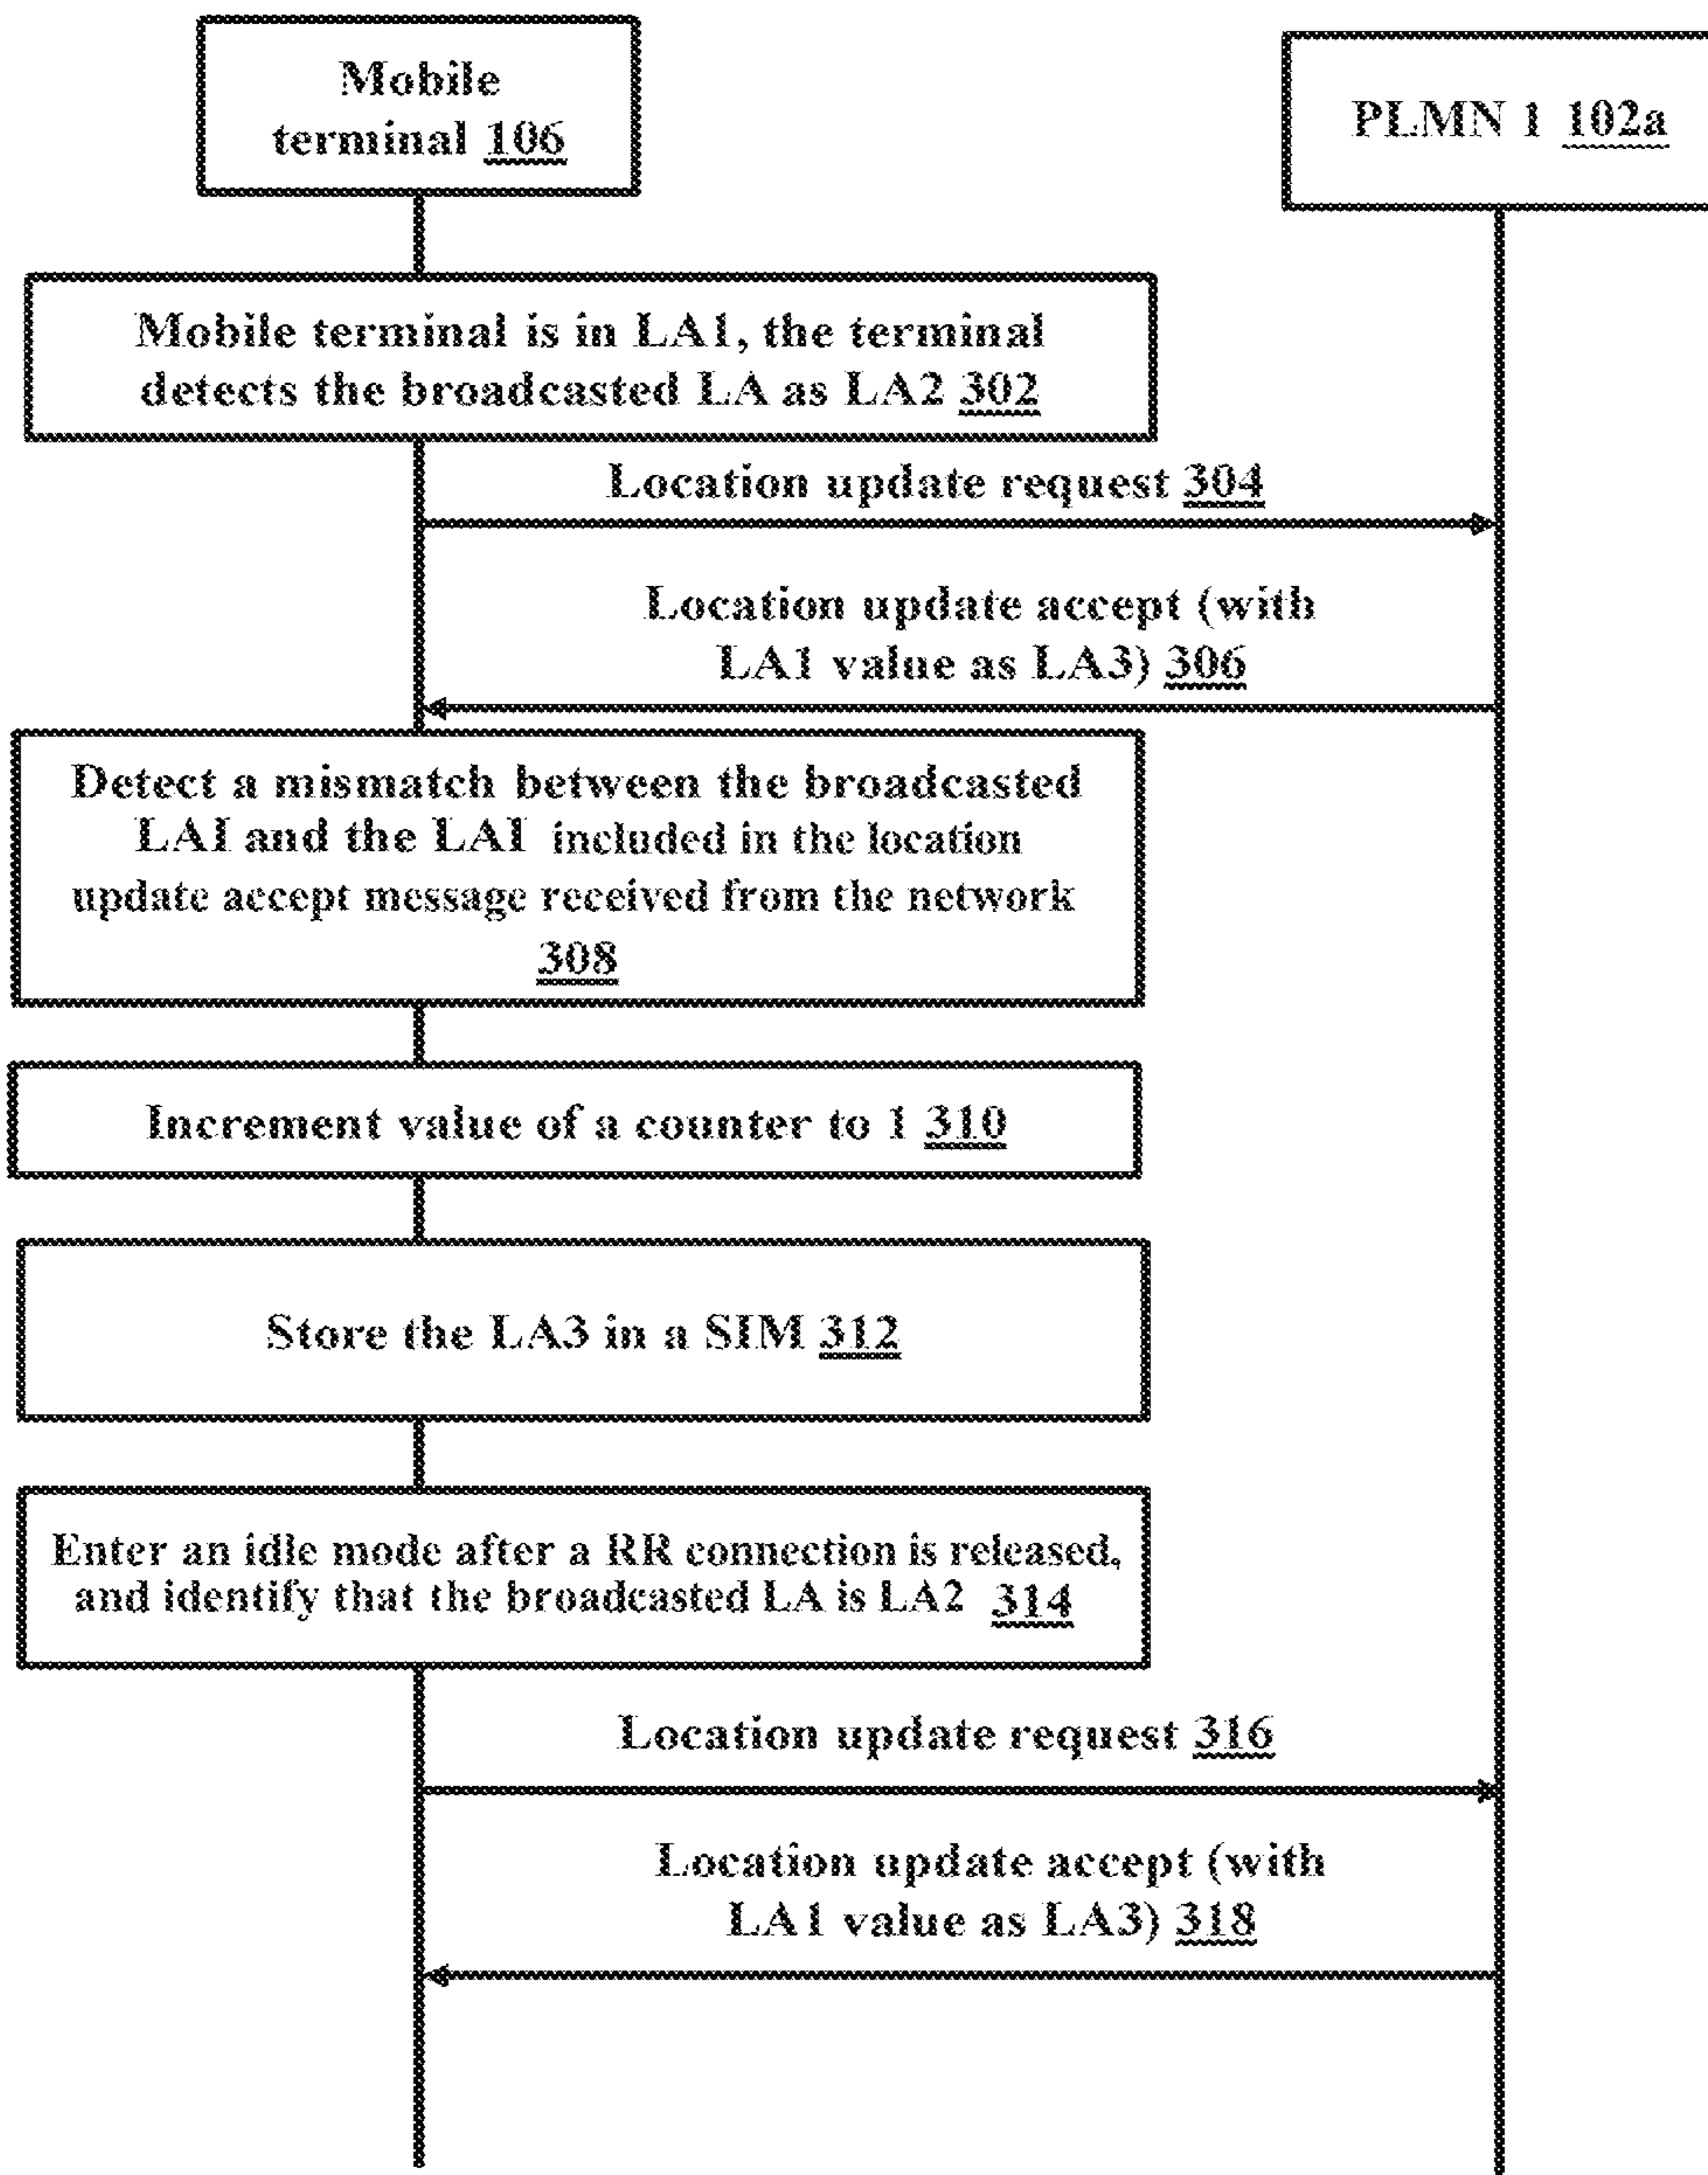 Mobile
terminal 106
PLMN 1 102a
Mobile terminal is in LA1, the terminal
detects the broadcasted LA as LA2 302
Location update request 304
Location update accept (with
LA1 value as LA3) 306
Detect a mismatch between the broadcasted
LAI and the LAI included in the location
update accept message received from the network
308
Increment value of a counter to 1 310
Store the LA3 in a SIM 312
Enter an idle mode after a RR connection is released,
and identify that the broadcasted LA is LA2 314
Location update request 316
Location update accept (with
LA1 value as LA3) 318